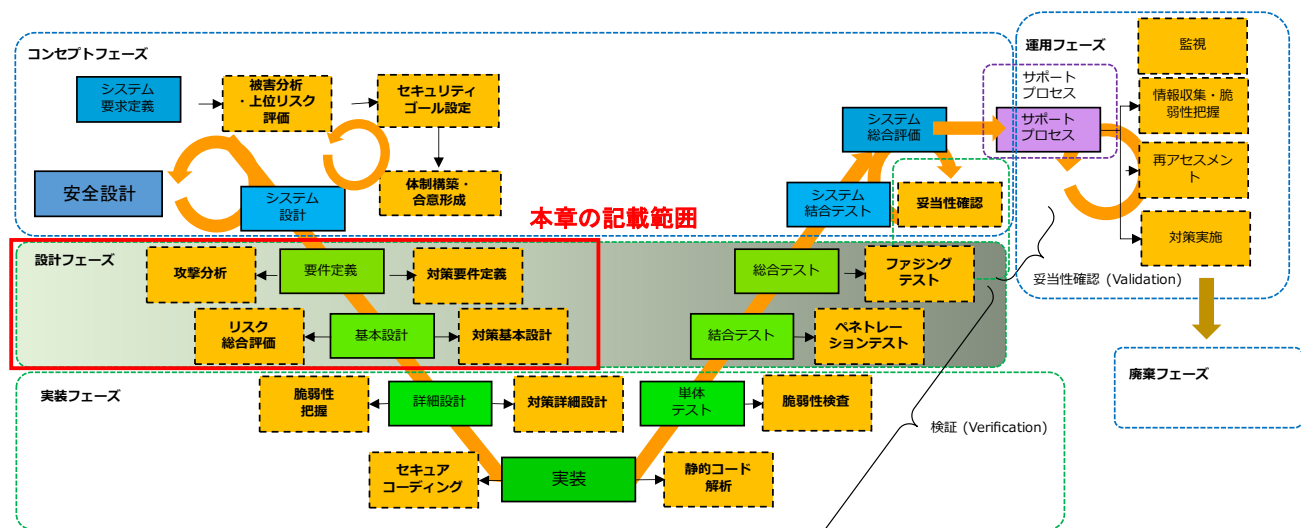 コンセプトフェーズ
システム
要求定義
被害分析
・上位リスク
評価
セキュリティ
ゴール設定
安全設計
システム
設計
体制構築・
合意形成
本章の記載範囲
システム
総合評価
システム
結合テスト
妥当性確認
運用フェーズ
サポート
プロセス
サポート
プロセス
監視
情報収集・脆
弱性把握
再アセスメン
ト
対策実施
設計フェーズ
攻撃分析
要件定義
対策要件定義
リスク
総合評価
基本設計
対策基本設計
総合テスト
ファジング
テスト
結合テスト
ペネトレー
ションテスト
妥当性確認 (Validation)
実装フェーズ
脆弱性
把握
詳細設計
対策詳細設計
単体
テスト
脆弱性検査
セキュア
コーディング
実装
静的コード
解析
検証 (Verification)
廃棄フェーズ